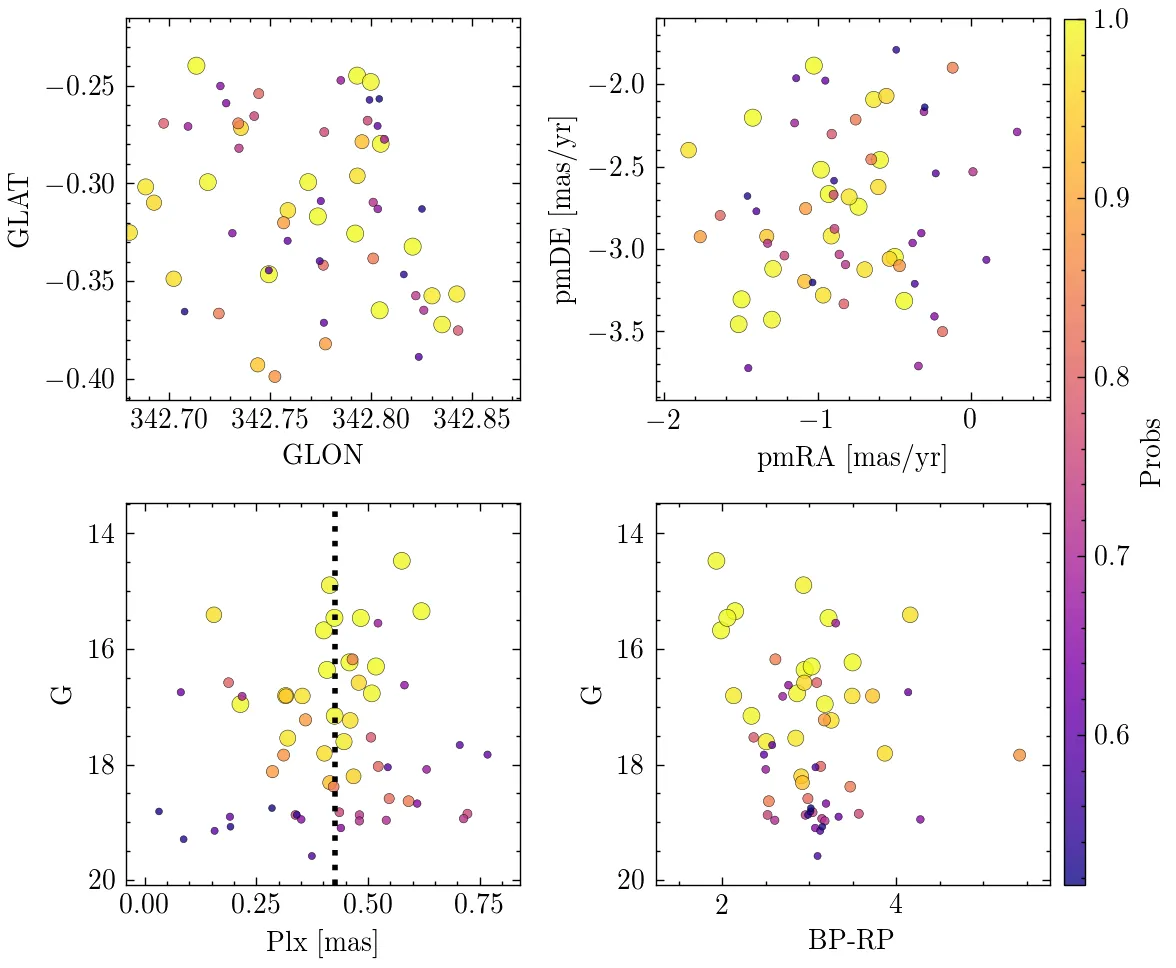 −0.25
−0.30
−0.35
−0.40
GLAT
342.70 342.75 342.80 342.85
GLON
−2.0
−2.5
−3.0
−3.5
pmDE [mas/yr]
−2 −1 0
pmRA [mas/yr]
1.0
0.9
0.8
0.7
0.6
Probs
14
16
18
20
G
0.00 0.25 0.50 0.75
Plx [mas]
14
16
18
20
G
2 4
BP-RP